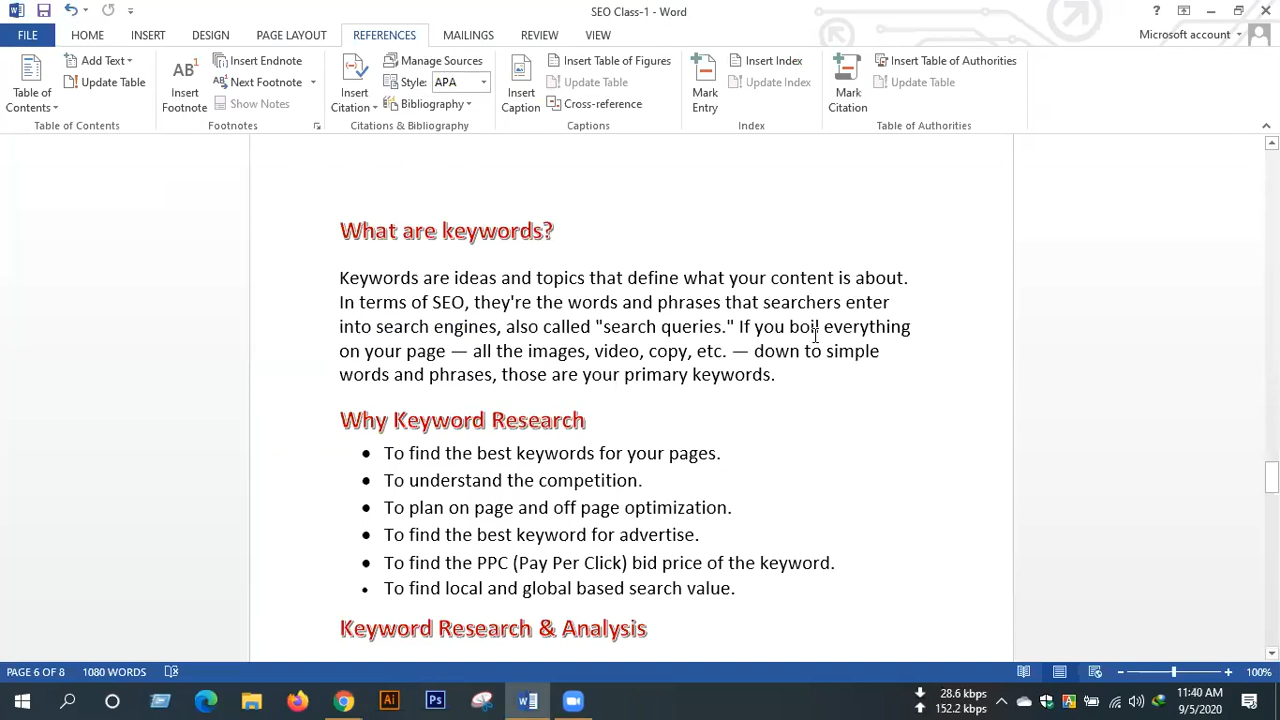 SEO Class-1 - Word
Microsoft account
FILE HOME INSERT DESIGN PAGE LAYOUT REFERENCES MAILINGS REVIEW VIEW
Table of Contents
Add Text
Update Table
Table of Contents
AB¹
Insert Footnote
Insert Endnote
Next Footnote
Show Notes
Footnotes
Insert Citation
Manage Sources
Style: APA
Bibliography
Citations & Bibliography
Insert Caption
Insert Table of Figures
Update Table
Cross-reference
Captions
Mark Entry
Insert Index
Update Index
Index
Mark Citation
Insert Table of Authorities
Update Table
Table of Authorities
What are keywords?
Keywords are ideas and topics that define what your content is about.
In terms of SEO, they're the words and phrases that searchers enter
into search engines, also called "search queries." If you boil everything
on your page — all the images, video, copy, etc. — down to simple
words and phrases, those are your primary keywords.
Why Keyword Research
• To find the best keywords for your pages.
• To understand the competition.
• To plan on page and off page optimization.
• To find the best keyword for advertise.
• To find the PPC (Pay Per Click) bid price of the keyword.
• To find local and global based search value.
Keyword Research & Analysis
PAGE 6 OF 8 1080 WORDS 100%
28.6 kbps
152.2 kbps
11:40 AM
9/5/2020